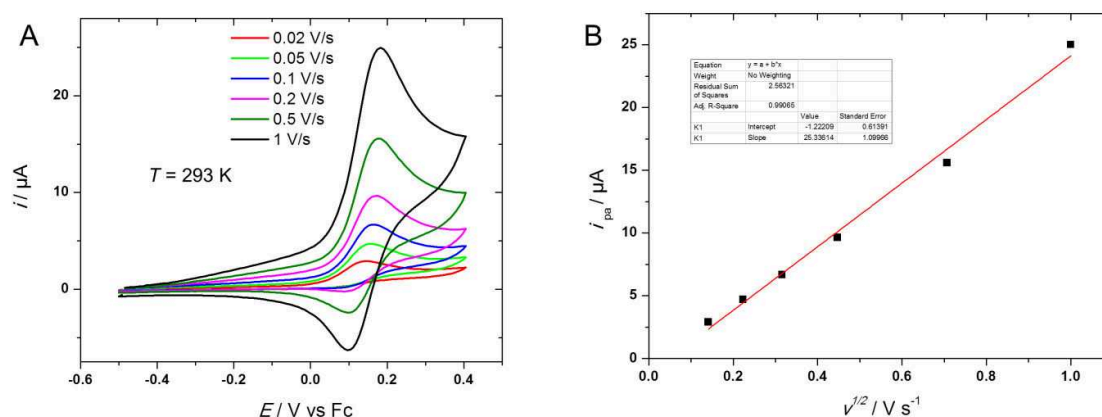 A
0.02 V/s
0.05 V/s
0.1 V/s
0.2 V/s
0.5 V/s
1 V/s
T = 293 K
i / µA
20
10
0
-0.6
-0.4
-0.2
0.0
0.2
0.4
E / V vs Fc
B
Equation y = a + b*x
Weight No Weighting
Residual Sum of Squares 2.56321
Adj. R-Square 0.99065
Value Standard Error
K1 Intercept -1.22209 0.61391
K1 Slope 25.33614 1.09966
i pa / µA
25
20
15
10
5
0
0.0
0.2
0.4
0.6
0.8
1.0
v1/2 / V s-1